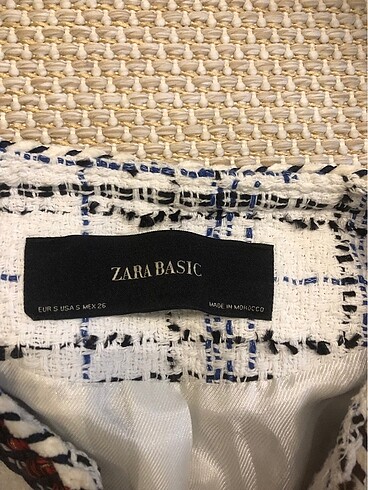 ZARA BASIC
EUR S USA S MEX 26
MADE IN MOROCCO